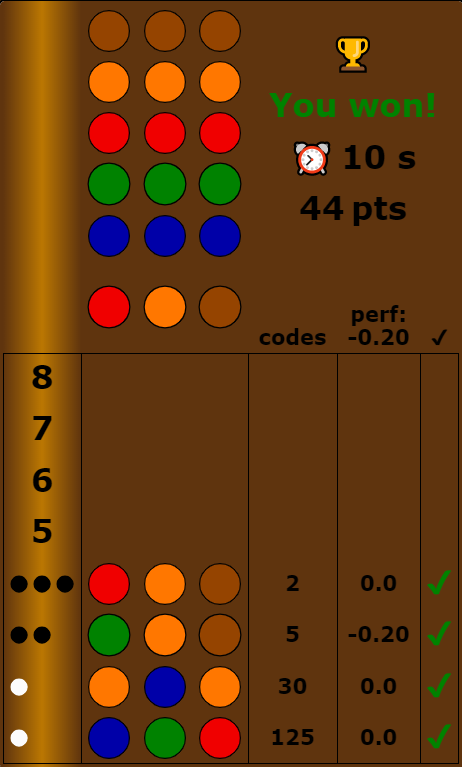 You won!
10 s
44 pts
perf:
codes -0.20 ✓
8
7
6
5
2 0.0 ✓
5 -0.20 ✓
30 0.0 ✓
125 0.0 ✓